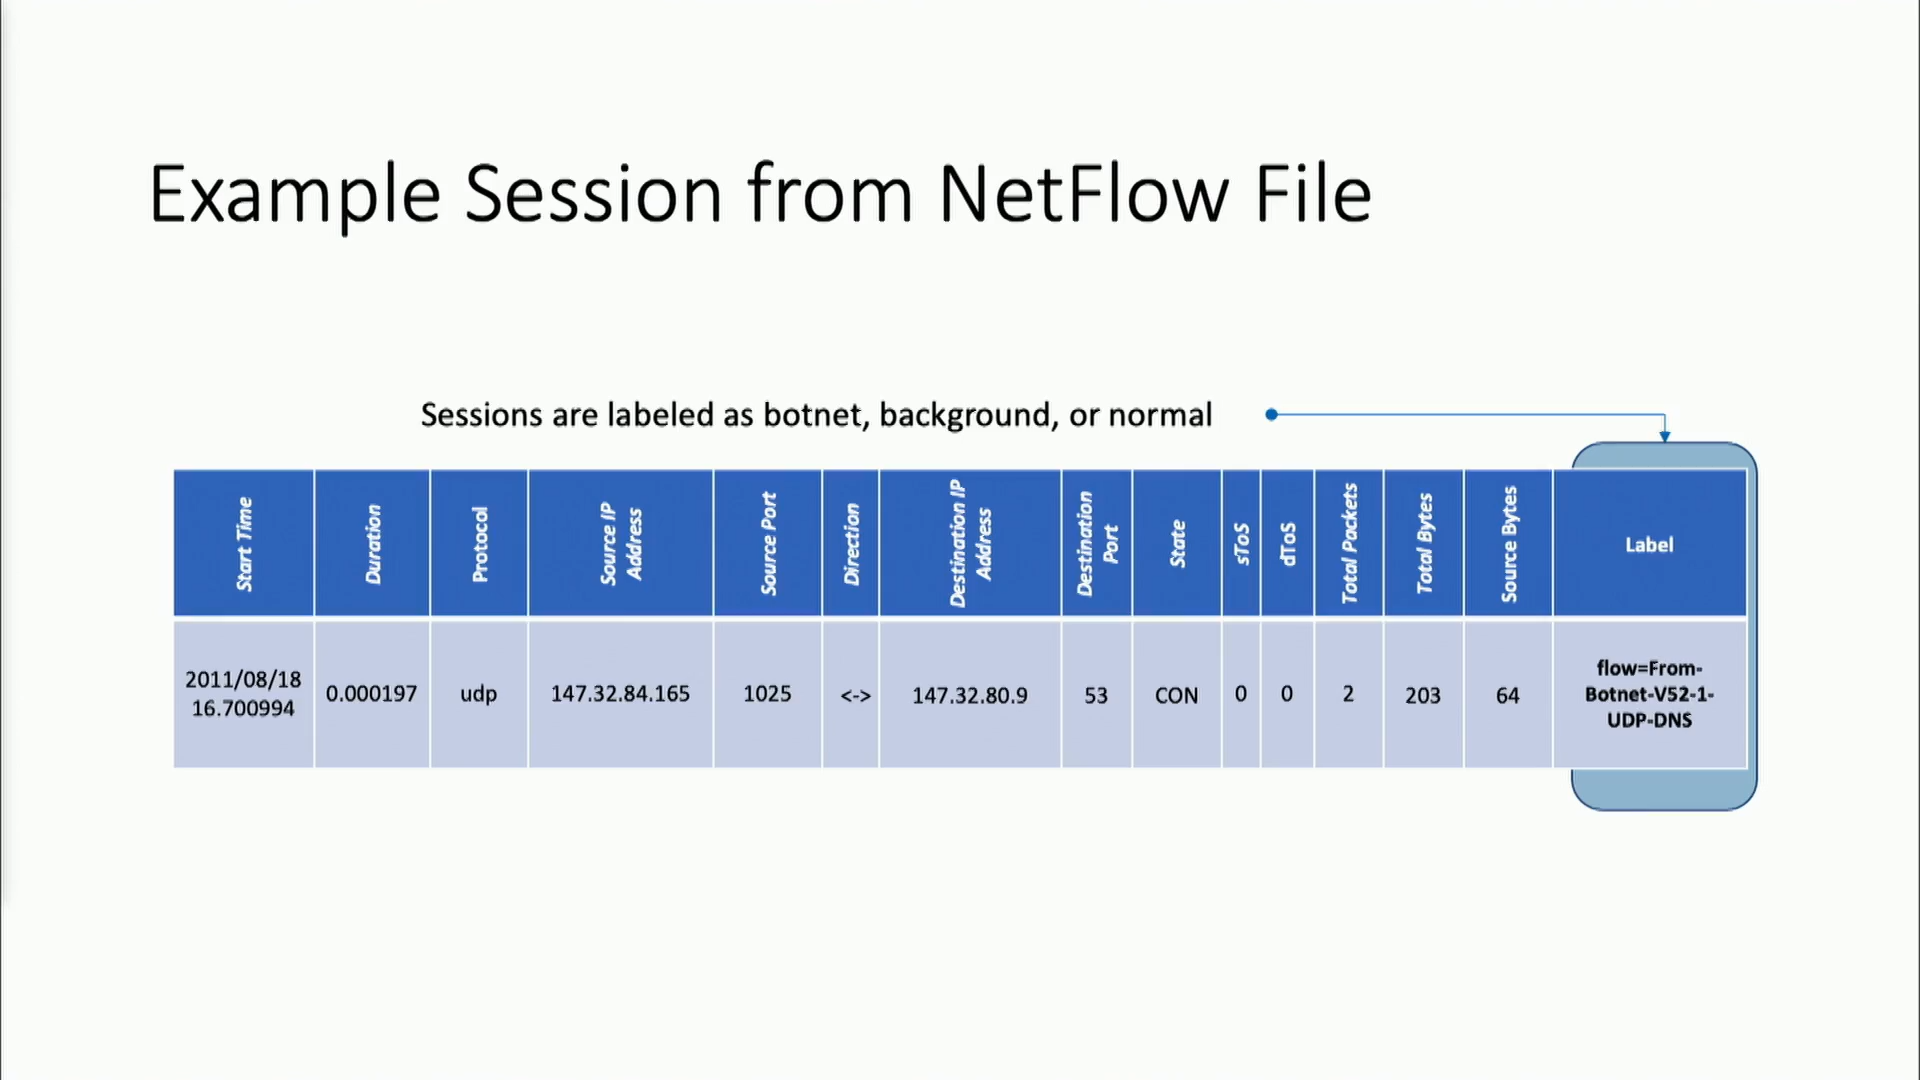 Example Session from NetFlow File
Sessions are labeled as botnet, background, or normal
Start Time
Duration
Protocol
Source IP
Address
Source Port
Direction
Destination IP
Address
Destination
Port
State
sToS
dToS
Total Packets
Total Bytes
Source Bytes
Label
2011/08/18
16.700994
0.000197
udp
147.32.84.165
1025
<->
147.32.80.9
53
CON
0
0
2
203
64
flow=From-
Botnet-V52-1-
UDP-DNS